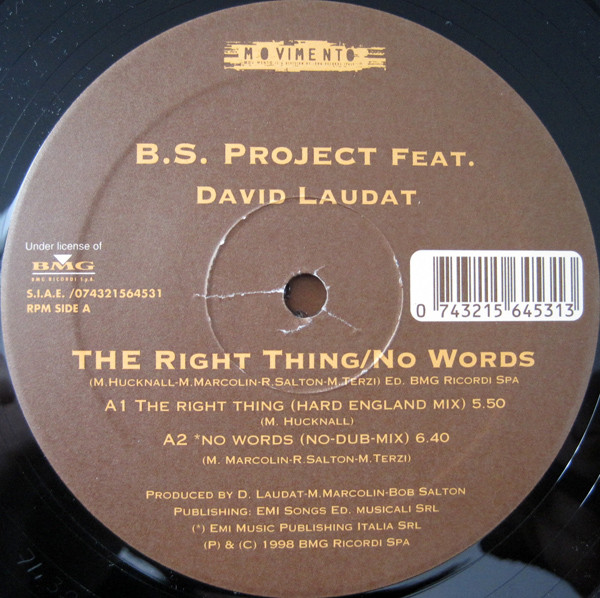 MOVIMENTO
B.S. PROJECT FEAT.
DAVID LAUDAT
Under license of
BMG
BMG RICORDI S.p.A.
S.I.A.E. /074321564531
RPM SIDE A
0 743215 645313
THE RIGHT THING/NO WORDS
(M.HUCKNALL-M.MARCOLIN-R.SALTON-M.TERZI) ED. BMG RICORDI SPA
A1 THE RIGHT THING (HARD ENGLAND MIX) 5.50
(M. HUCKNALL)
A2 *NO WORDS (NO-DUB-MIX) 6.40
(M. MARCOLIN-R.SALTON-M.TERZI)
PRODUCED BY D. LAUDAT-M.MARCOLIN-BOB SALTON
PUBLISHING: EMI SONGS ED. MUSICALI SRL
(*) EMI MUSIC PUBLISHING ITALIA SRL
(P) & (C) 1998 BMG RICORDI SPA